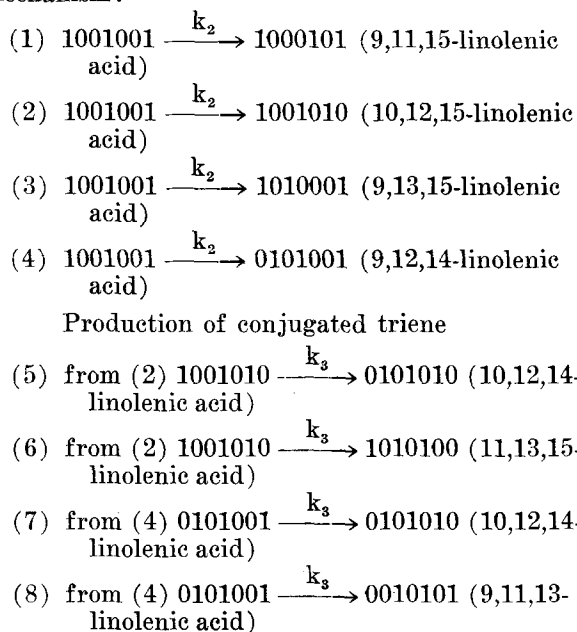 (1) 1001001 k₂→ 1000101 (9,11,15-linolenic
acid)
(2) 1001001 k₂→ 1001010 (10,12,15-linolenic
acid)
(3) 1001001 k₂→ 1010001 (9,13,15-linolenic
acid)
(4) 1001001 k₂→ 0101001 (9,12,14-linolenic
acid)
Production of conjugated triene
(5) from (2) 1001010 k₃→ 0101010 (10,12,14-
linolenic acid)
(6) from (2) 1001010 k₃→ 1010100 (11,13,15-
linolenic acid)
(7) from (4) 0101001 k₃→ 0101010 (10,12,14-
linolenic acid)
(8) from (4) 0101001 k₃→ 0010101 (9,11,13-
linolenic acid)